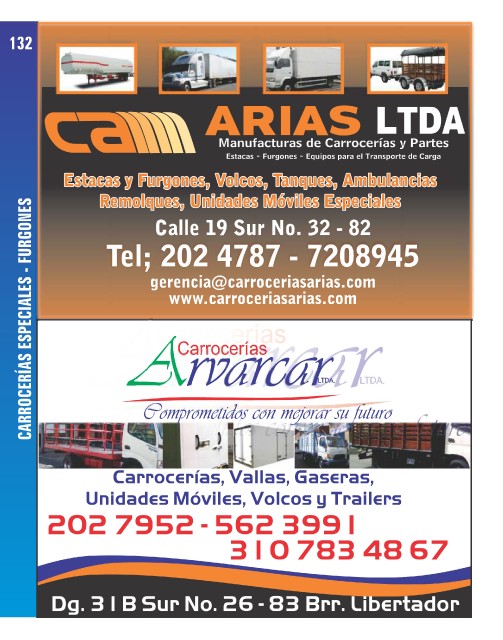 132
CARROCERÍAS ESPECIALES - FURGONES
ca
ARIAS LTDA
Manufacturas de Carrocerías y Partes
Estacas - Furgones - Equipos para el Transporte de Carga
Estacas y Furgones, Volcos, Tanques, Ambulancias
Remolques, Unidades Móviles Especiales
Calle 19 Sur No. 32 - 82
Tel; 202 4787 - 7208945
gerencia@carroceriasarias.com
www.carroceriasarias.com
Carrocerías
Arvarcar LTDA.
Comprometidos con mejorar su futuro
Carrocerías, Vallas, Gaseras,
Unidades Móviles, Volcos y Trailers
202 7952 - 562 3991
310 783 48 67
Dg. 31B Sur No. 26 - 83 Brr. Libertador